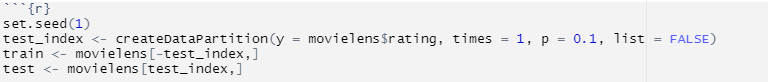 ```{r}
set.seed(1)
test_index <- createDataPartition(y = movielens$rating, times = 1, p = 0.1, list = FALSE)
train <- movielens[-test_index,]
test <- movielens[test_index,]